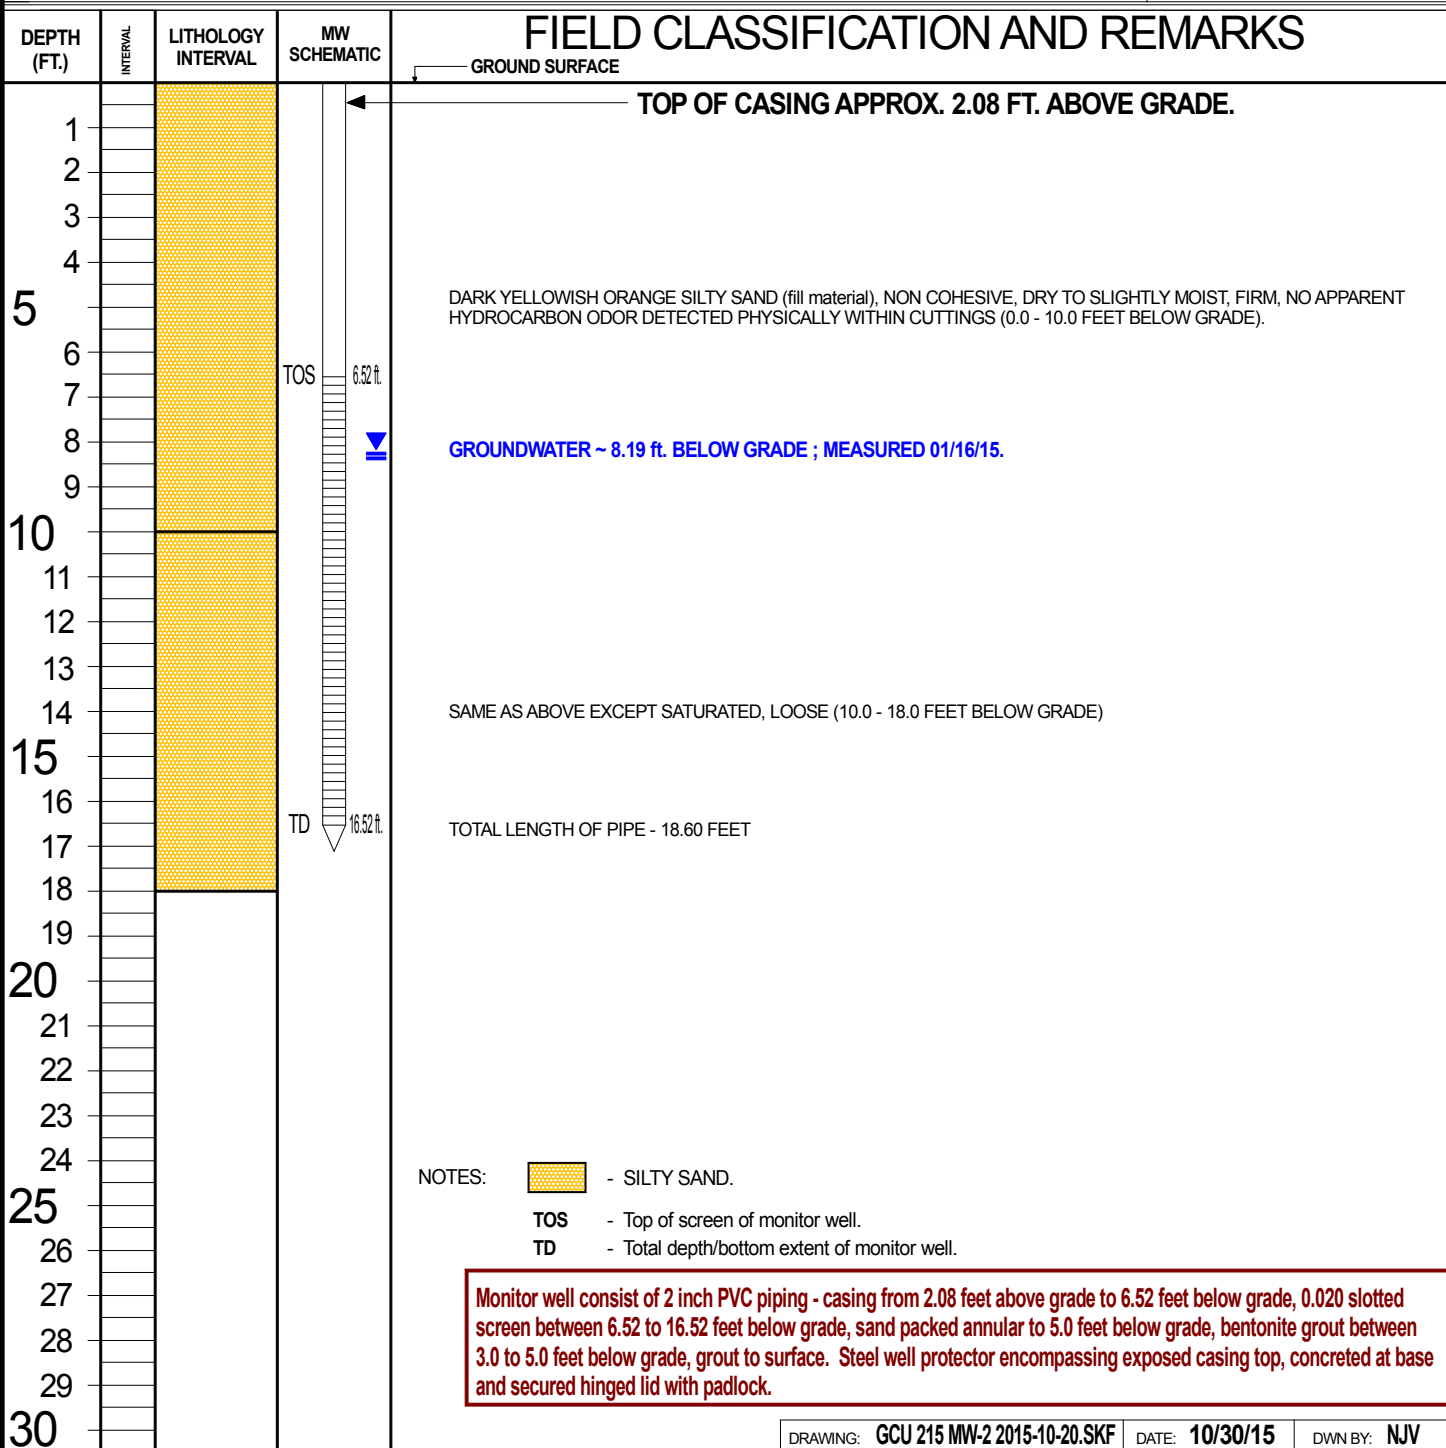 DEPTH (FT.)
INTERVAL
LITHOLOGY INTERVAL
MW SCHEMATIC
FIELD CLASSIFICATION AND REMARKS
GROUND SURFACE
TOP OF CASING APPROX. 2.08 FT. ABOVE GRADE.
1
2
3
4
5
DARK YELLOWISH ORANGE SILTY SAND (fill material), NON COHESIVE, DRY TO SLIGHTLY MOIST, FIRM, NO APPARENT
HYDROCARBON ODOR DETECTED PHYSICALLY WITHIN CUTTINGS (0.0 - 10.0 FEET BELOW GRADE).
6
TOS 6.52 ft.
7
8
GROUNDWATER ~ 8.19 ft. BELOW GRADE ; MEASURED 01/16/15.
9
10
11
12
13
14
SAME AS ABOVE EXCEPT SATURATED, LOOSE (10.0 - 18.0 FEET BELOW GRADE)
15
16
TD 16.52 ft.
TOTAL LENGTH OF PIPE - 18.60 FEET
17
18
19
20
21
22
23
24
NOTES: - SILTY SAND.
25
TOS - Top of screen of monitor well.
26
TD - Total depth/bottom extent of monitor well.
27
28
29
30
Monitor well consist of 2 inch PVC piping - casing from 2.08 feet above grade to 6.52 feet below grade, 0.020 slotted
screen between 6.52 to 16.52 feet below grade, sand packed annular to 5.0 feet below grade, bentonite grout between
3.0 to 5.0 feet below grade, grout to surface. Steel well protector encompassing exposed casing top, concreted at base
and secured hinged lid with padlock.
DRAWING: GCU 215 MW-2 2015-10-20.SKF DATE: 10/30/15 DWN BY: NJV